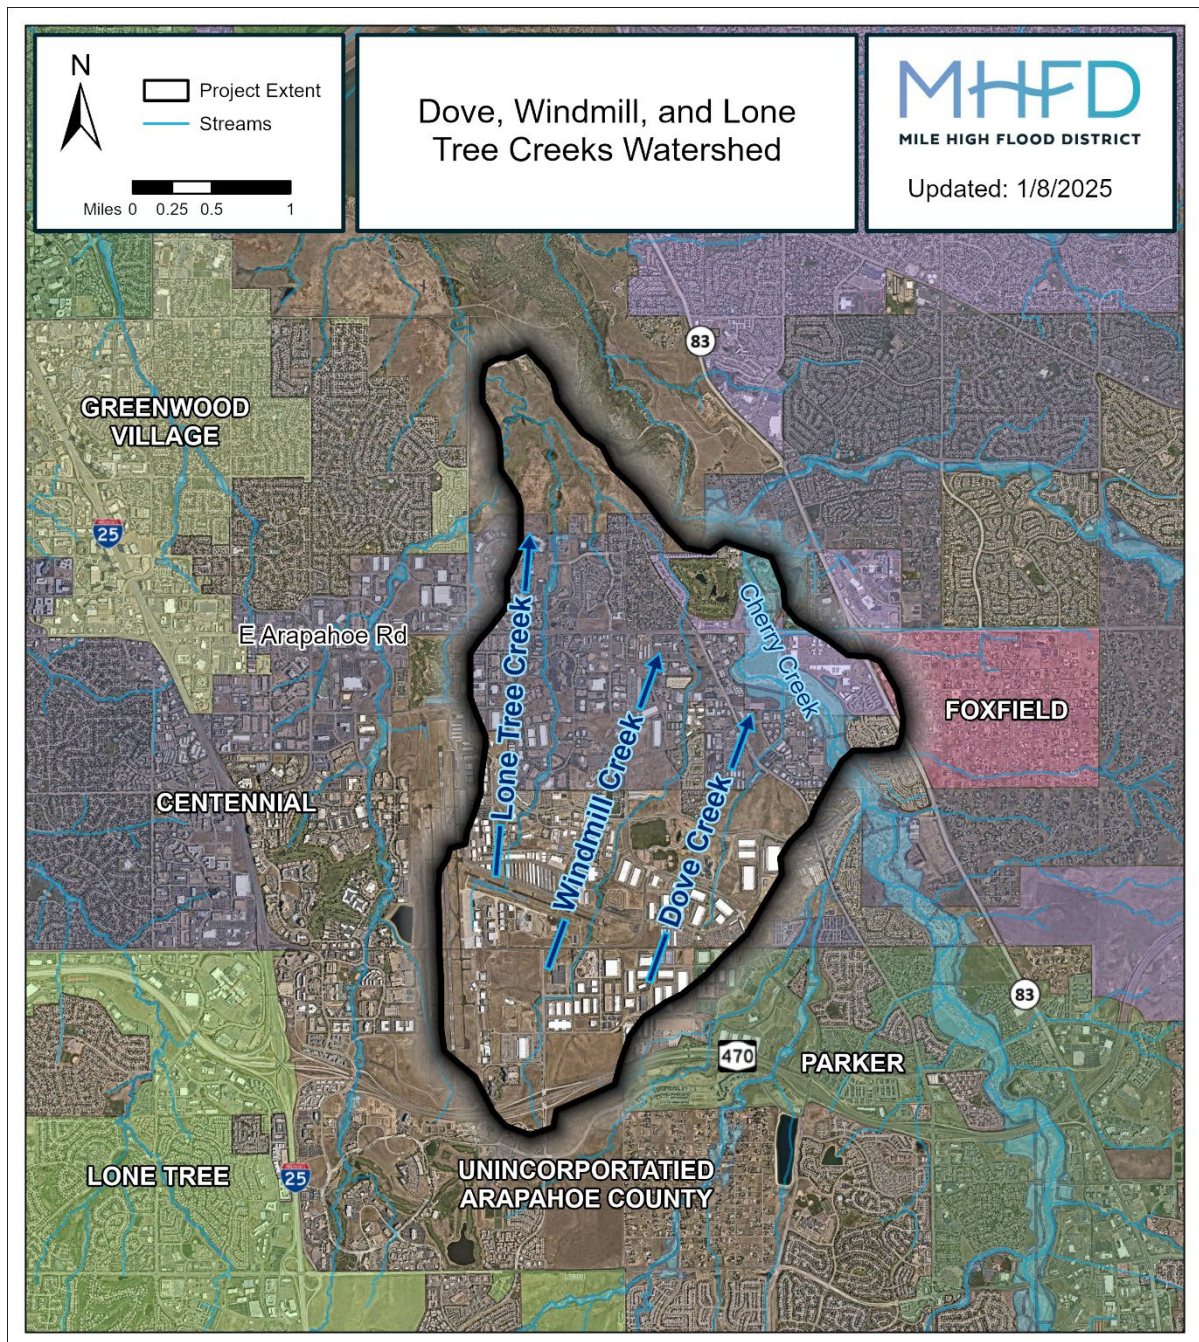 N
Project Extent
Streams
Miles 0 0.25 0.5 1
Dove, Windmill, and Lone
Tree Creeks Watershed
MHFD
MILE HIGH FLOOD DISTRICT
Updated: 1/8/2025
83
GREENWOOD
VILLAGE
25
E Arapahoe Rd
Lone Tree Creek
Windmill Creek
Dove Creek
Cherry Creek
FOXFIELD
CENTENNIAL
83
470
PARKER
LONE TREE
25
UNINCORPORTATIED
ARAPAHOE COUNTY